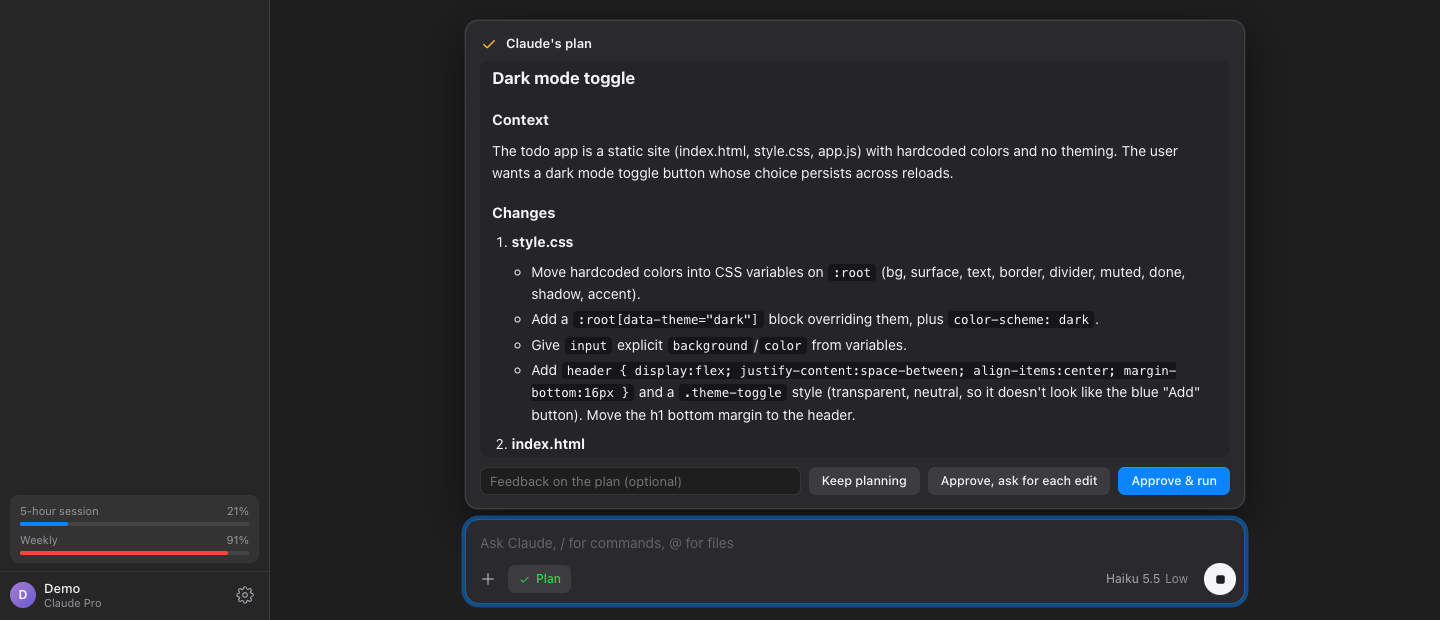 Claude's plan
Dark mode toggle
Context
The todo app is a static site (index.html, style.css, app.js) with hardcoded colors and no theming. The user
wants a dark mode toggle button whose choice persists across reloads.
Changes
1. style.css
Move hardcoded colors into CSS variables on :root (bg, surface, text, border, divider, muted, done,
shadow, accent).
Add a :root[data-theme="dark"] block overriding them, plus color-scheme: dark.
Give input explicit background/color from variables.
Add header { display:flex; justify-content:space-between; align-items:center; margin-
bottom:16px } and a .theme-toggle style (transparent, neutral, so it doesn't look like the blue "Add"
button). Move the h1 bottom margin to the header.
2. index.html
Feedback on the plan (optional)
Keep planning
Approve, ask for each edit
Approve & run
5-hour session 21%
Weekly 91%
Ask Claude, / for commands, @ for files
Plan
Haiku 5.5 Low
D
Demo
Claude Pro